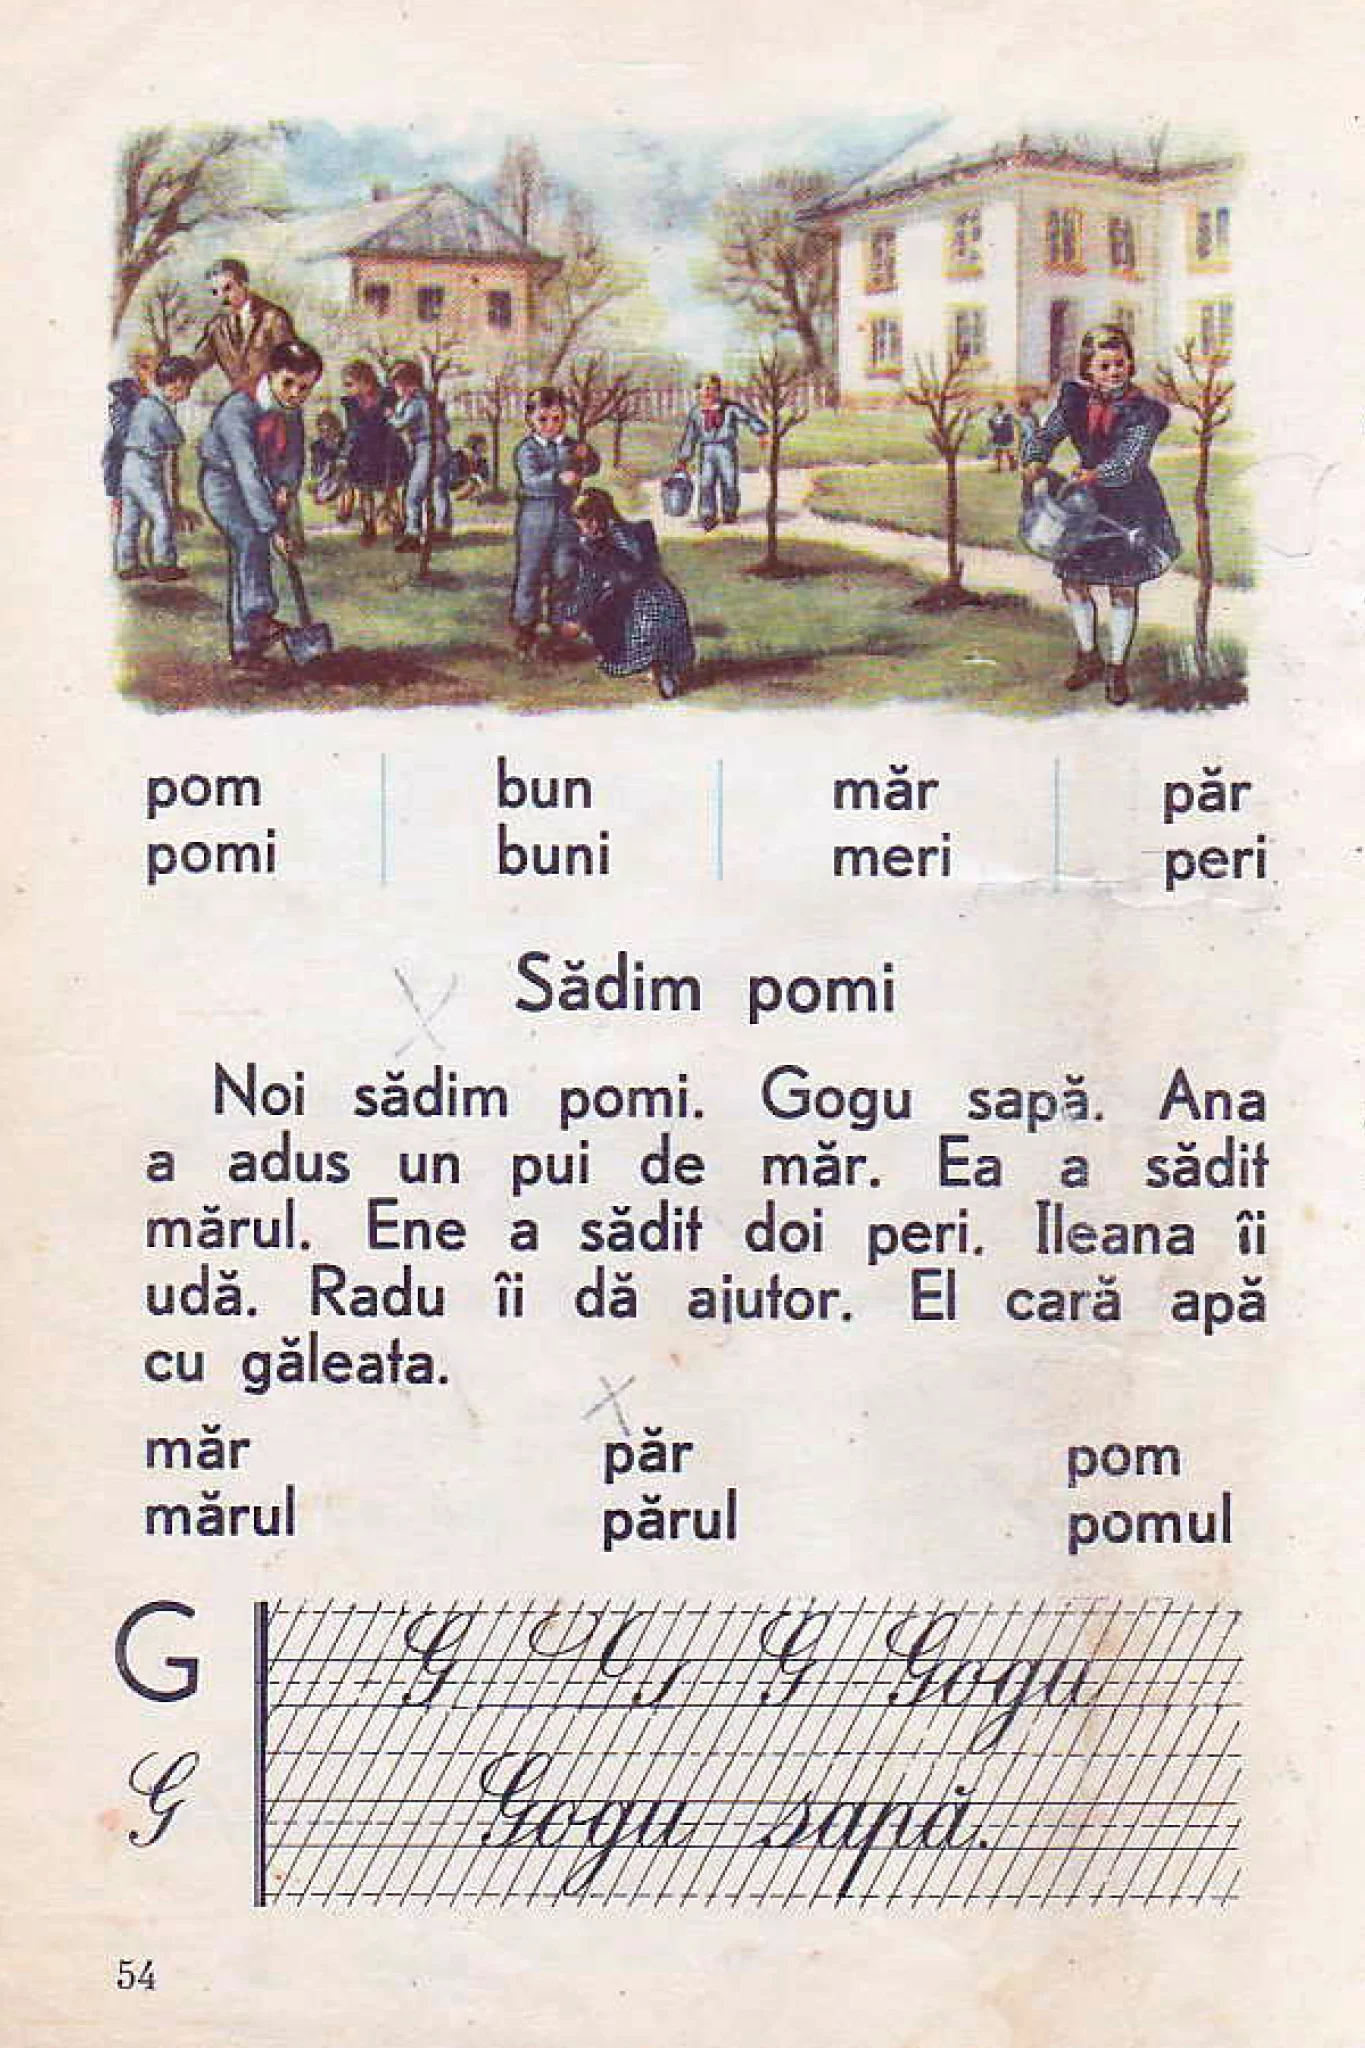 pom bun măr păr
pomi buni meri peri
Sădim pomi
Noi sădim pomi. Gogu sapă. Ana
a adus un pui de măr. Ea a sădit
mărul. Ene a sădit doi peri. Ileana îi
udă. Radu îi dă ajutor. El cară apă
cu găleata.
măr păr pom
mărul părul pomul
G G G Gogu
G Gogu sapă.
54